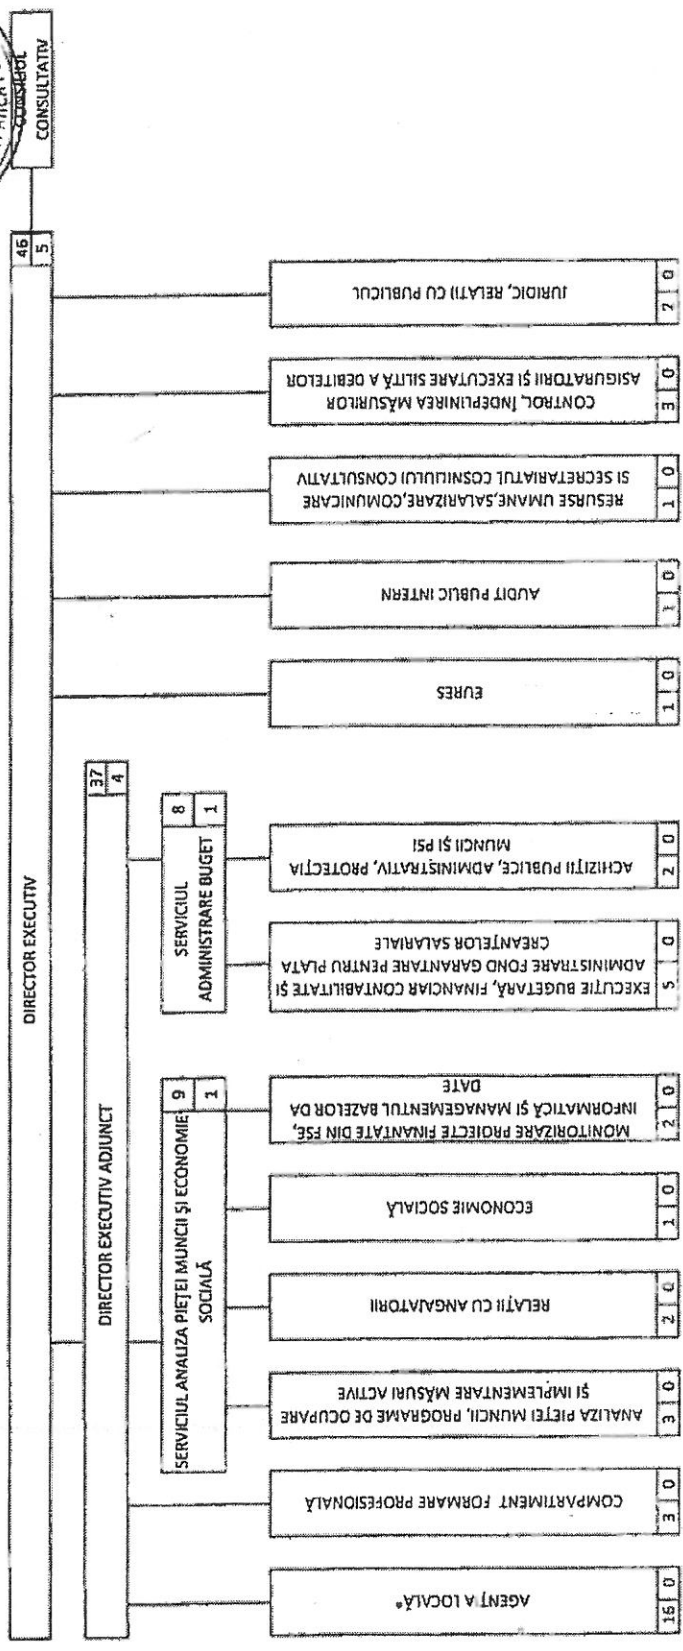 CONSILIUL
CONSULTATIV
DIRECTOR EXECUTIV
46
5
DIRECTOR EXECUTIV ADJUNCT
37
4
SERVICIUL ANALIZA PIEȚEI MUNCII ȘI ECONOMIE
SOCIALĂ
9
1
SERVICIUL
ADMINISTRARE BUGET
8
1
AGENȚIA LOCALĂ*
16 0
COMPARTIMENT FORMARE PROFESIONALĂ
3 0
ANALIZA PIEȚEI MUNCII, PROGRAME DE OCUPARE
ȘI IMPLEMENTARE MĂSURI ACTIVE
3 0
RELAȚII CU ANGAJATORII
2 0
ECONOMIE SOCIALĂ
1 0
MONITORIZARE PROIECTE FINANTATE DIN FSE,
INFORMATICĂ ȘI MANAGEMENTUL BAZELOR DA
DATE
2 0
EXECUȚIE BUGETARĂ, FINANCIAR CONTABILITATE ȘI
ADMINISTRARE FOND GARANTARE PENTRU PLATA
CREANȚELOR SALARIALE
5 0
ACHIZIȚII PUBLICE, ADMINISTRATIV, PROTECȚIA
MUNCII ȘI PSI
2 0
EURES
1 0
AUDIT PUBLIC INTERN
1 0
RESURSE UMANE,SALARIZARE,COMUNICARE
SI SECRETARIATUL COSNILIULUI CONSULTATIV
1 0
CONTROL, ÎNDEPLINIREA MĂSURILOR
ASIGURATORII ȘI EXECUTARE SILITĂ A DEBITELOR
3 0
JURIDIC, RELATII CU PUBLICUL
2 0